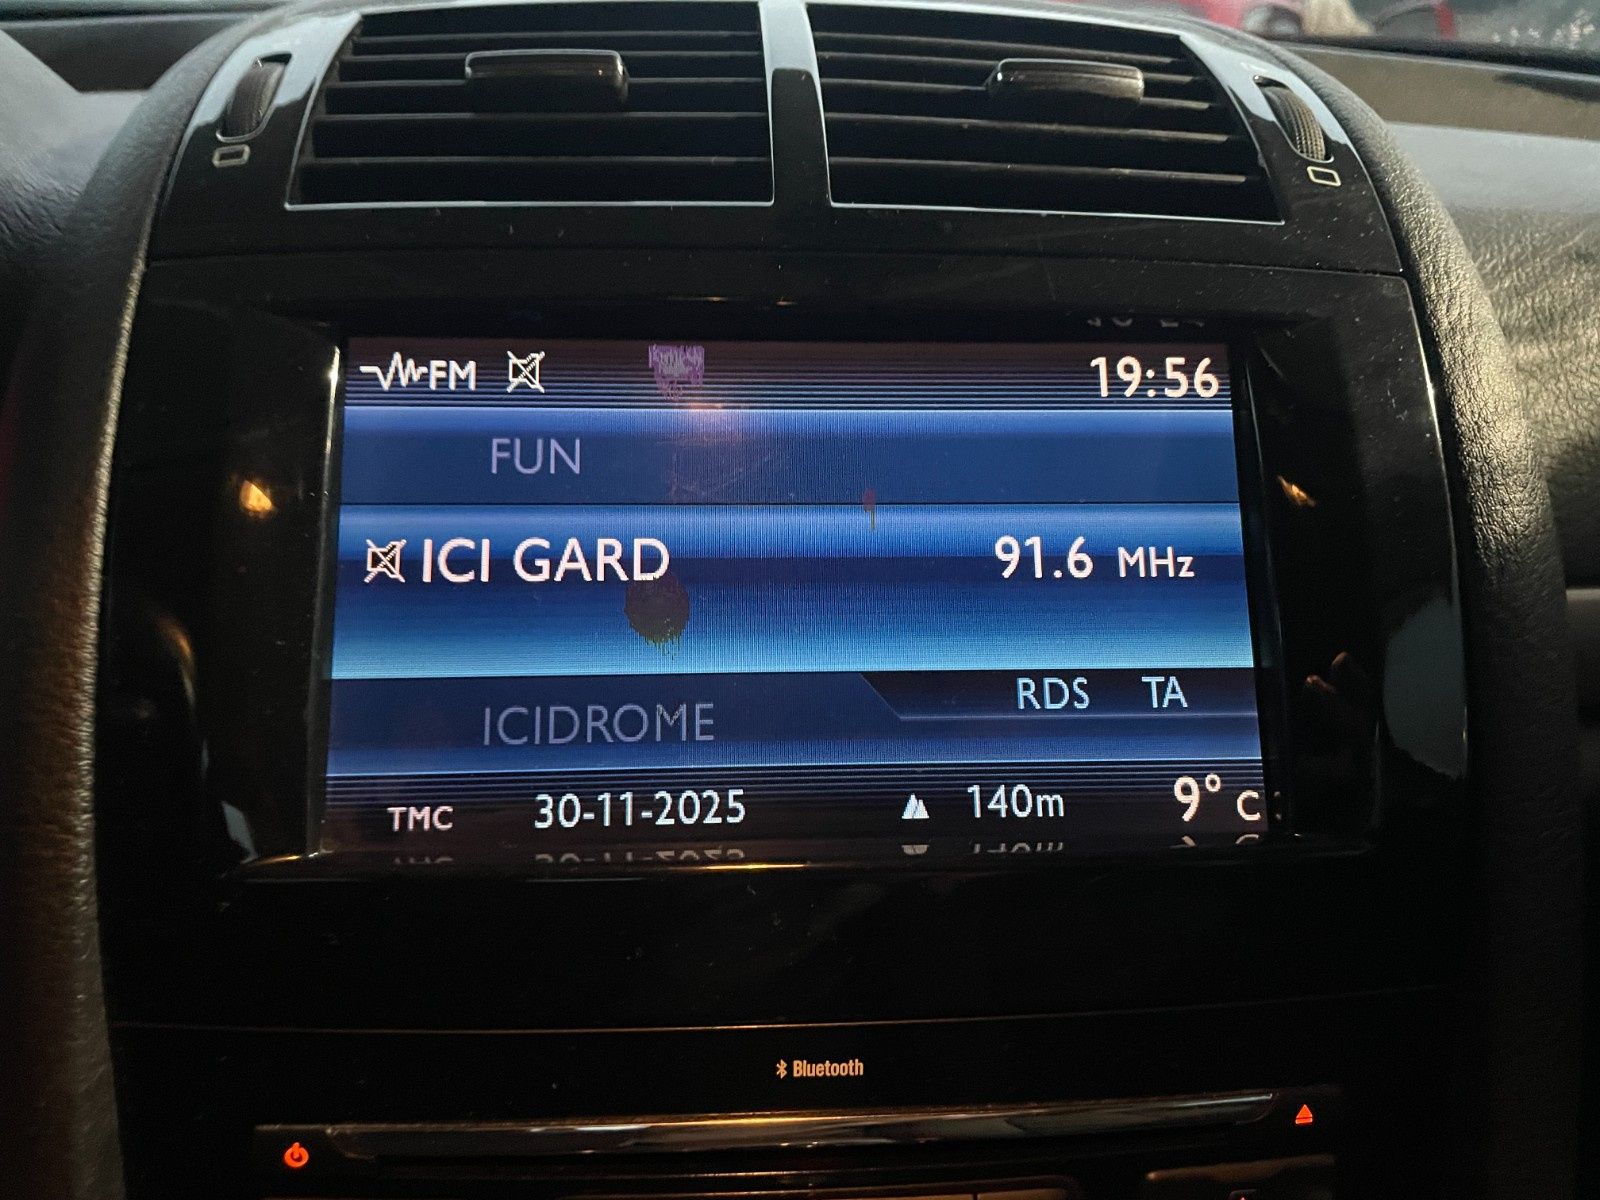 FM 19:56
FUN
ICI GARD 91.6 MHz
RDS TA
ICIDROME
TMC 30-11-2025 140m 9° C
Bluetooth